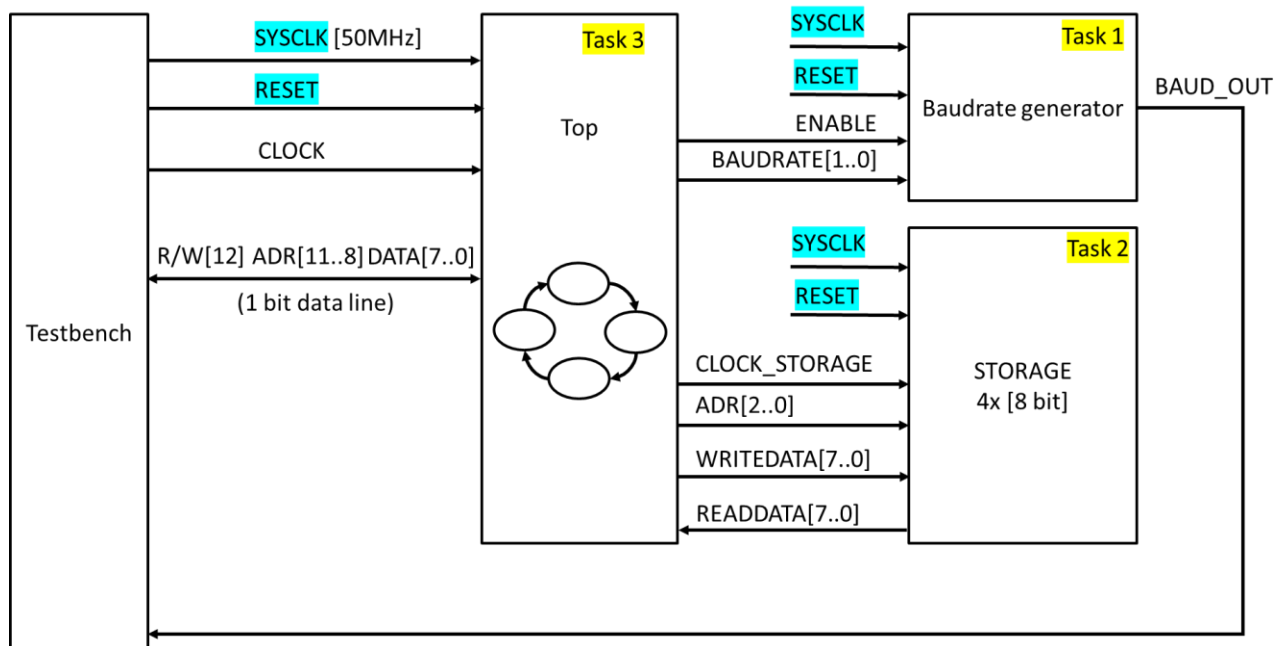 Testbench
SYSCLK [50MHz]
RESET
CLOCK
R/W[12] ADR[11..8] DATA[7..0]
(1 bit data line)
Task 3
Top
SYSCLK
RESET
ENABLE
BAUDRATE[1..0]
Task 1
Baudrate generator
BAUD_OUT
SYSCLK
RESET
CLOCK_STORAGE
ADR[2..0]
WRITEDATA[7..0]
READDATA[7..0]
Task 2
STORAGE
4x [8 bit]